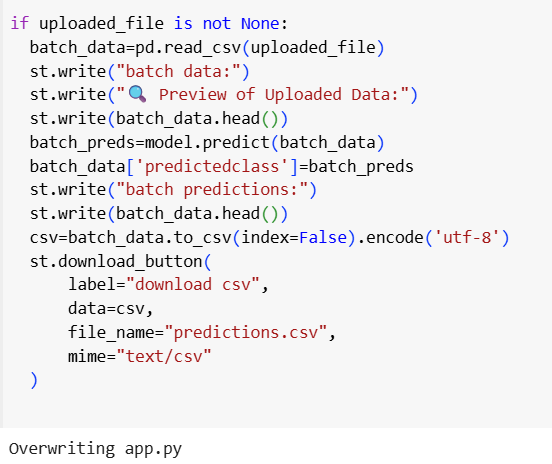 if uploaded_file is not None:
  batch_data=pd.read_csv(uploaded_file)
  st.write("batch data:")
  st.write("🔍 Preview of Uploaded Data:")
  st.write(batch_data.head())
  batch_preds=model.predict(batch_data)
  batch_data['predictedclass']=batch_preds
  st.write("batch predictions:")
  st.write(batch_data.head())
  csv=batch_data.to_csv(index=False).encode('utf-8')
  st.download_button(
      label="download csv",
      data=csv,
      file_name="predictions.csv",
      mime="text/csv"
  )
Overwriting app.py